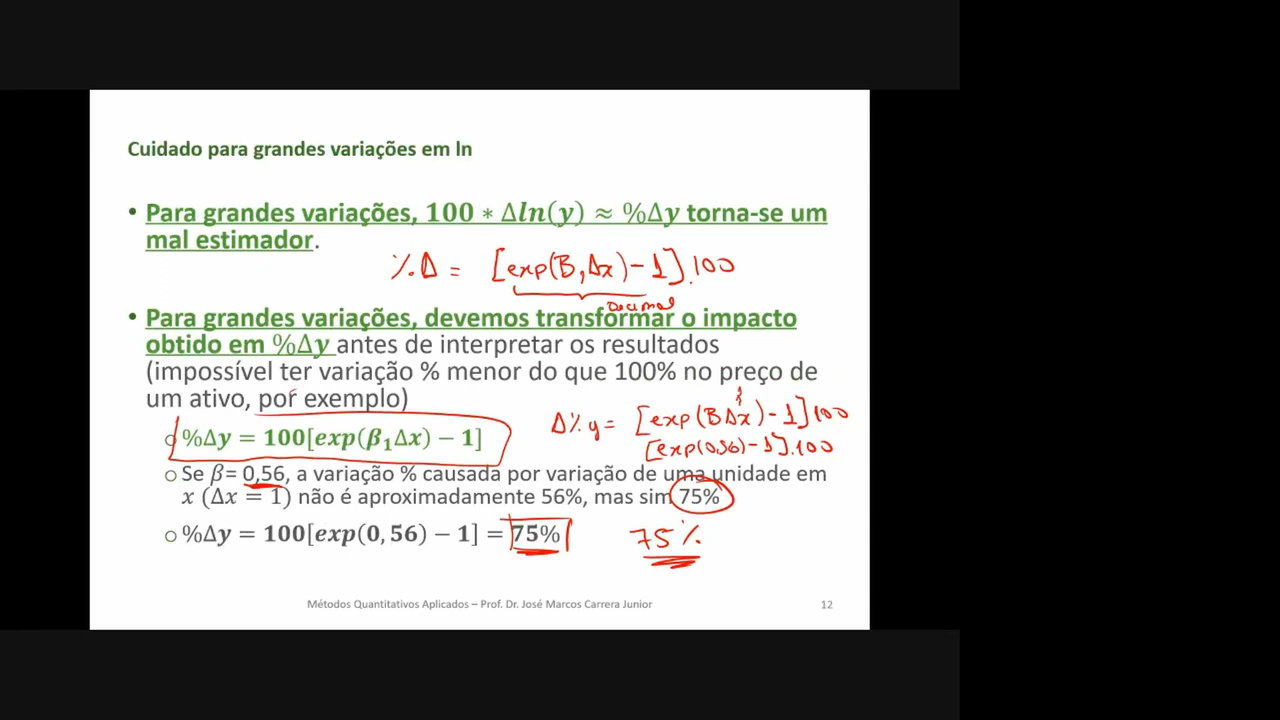 Cuidado para grandes variações em ln
• Para grandes variações, 100 ∗ Δln(y) ≈ %Δy torna-se um
mal estimador.
%Δ = [exp(B1Δx) - 1].100
Decimal
• Para grandes variações, devemos transformar o impacto
obtido em %Δy antes de interpretar os resultados
(impossível ter variação % menor do que 100% no preço de
um ativo, por exemplo)
Δ%y = [exp(BΔx) - 1]100
○ %Δy = 100[exp(β₁Δx) − 1]
[exp(0,56) - 1].100
○ Se β= 0,56, a variação % causada por variação de uma unidade em
x (Δx = 1) não é aproximadamente 56%, mas sim 75%
○ %Δy = 100[exp(0,56) − 1] = 75%
75%
Métodos Quantitativos Aplicados – Prof. Dr. José Marcos Carrera Junior
12